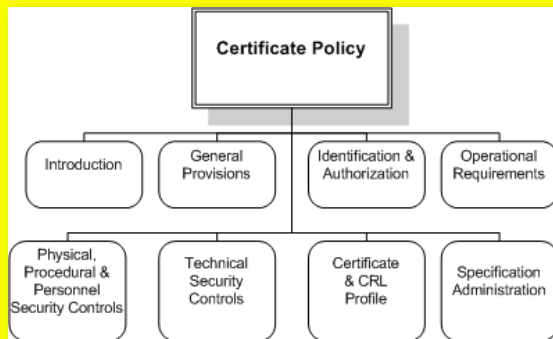 Certificate Policy
Introduction
General
Provisions
Identification &
Authorization
Operational
Requirements
Physical,
Procedural &
Personnel
Security Controls
Technical
Security
Controls
Certificate
& CRL
Profile
Specification
Administration